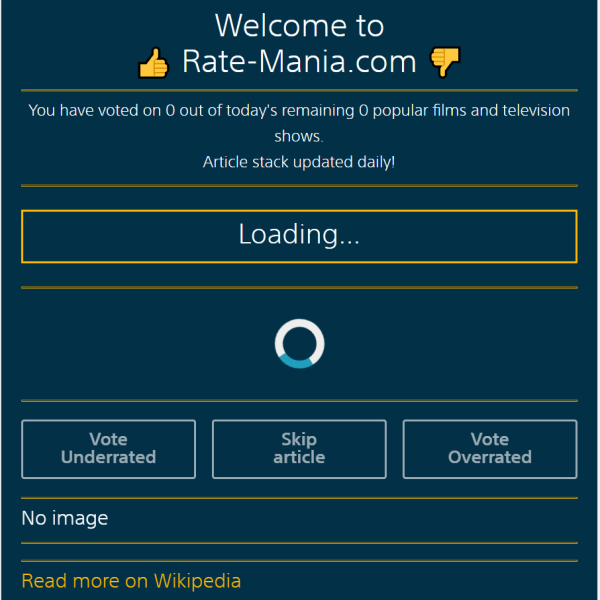 Welcome to
Rate-Mania.com
You have voted on 0 out of today's remaining 0 popular films and television
shows.
Article stack updated daily!
Loading...
Vote
Underrated
Skip
article
Vote
Overrated
No image
Read more on Wikipedia